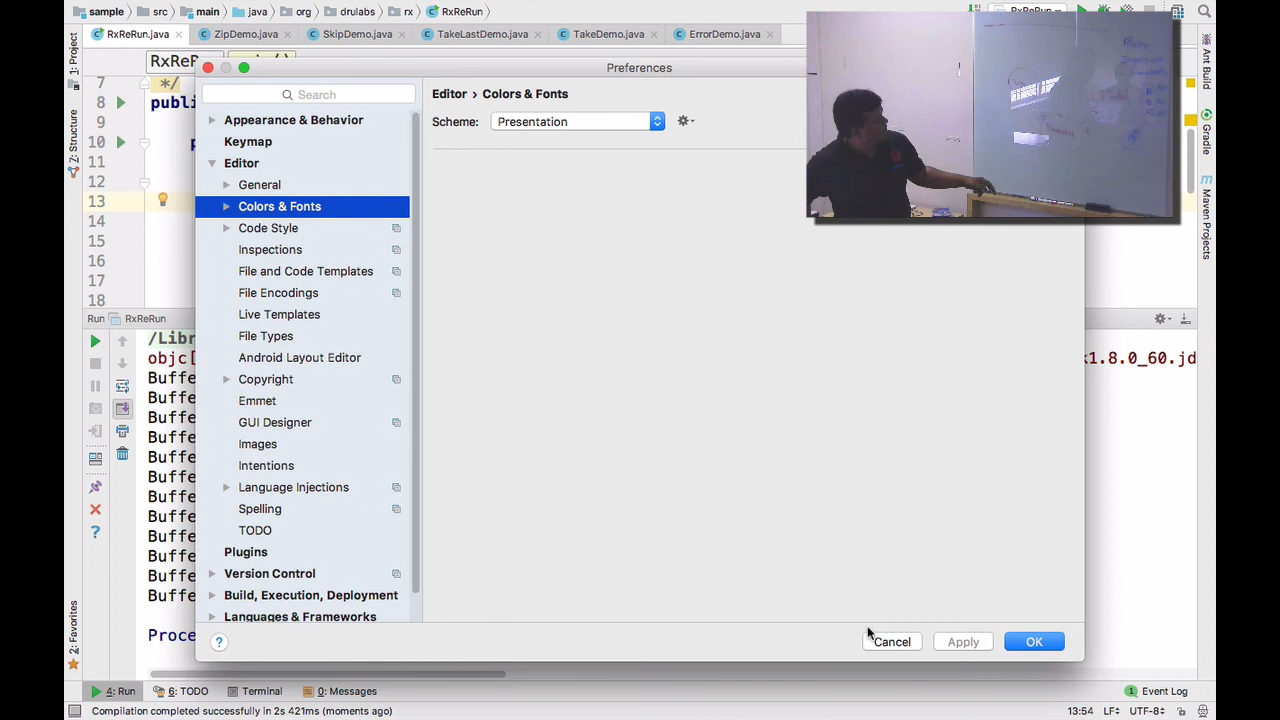 sample
src
main
java
org
drulabs
rx
RxReRun
RxReRun
RxReRun.java
ZipDemo.java
SkipDemo.java
TakeLastDemo.java
TakeDemo.java
ErrorDemo.java
1: Project
Z: Structure
2: Favorites
Ant Build
Gradle
Maven Projects
7
*/
8
publi
9
10
11
12
13
14
15
16
17
18
Preferences
Search
Appearance & Behavior
Keymap
Editor
General
Colors & Fonts
Code Style
Inspections
File and Code Templates
File Encodings
Live Templates
File Types
Android Layout Editor
Copyright
Emmet
GUI Designer
Images
Intentions
Language Injections
Spelling
TODO
Plugins
Version Control
Build, Execution, Deployment
Languages & Frameworks
Editor › Colors & Fonts
Scheme: Presentation
?
Cancel
Apply
OK
Run
RxReRun
/Libr
objc[
k1.8.0_60.jd
Buffe
Buffe
Buffe
Buffe
Buffe
Buffe
Buffe
Buffe
Buffe
Buffe
Buffe
Buffe
Proce
4: Run
6: TODO
Terminal
0: Messages
1 Event Log
Compilation completed successfully in 2s 421ms (moments ago)
13:54
LF÷
UTF-8÷